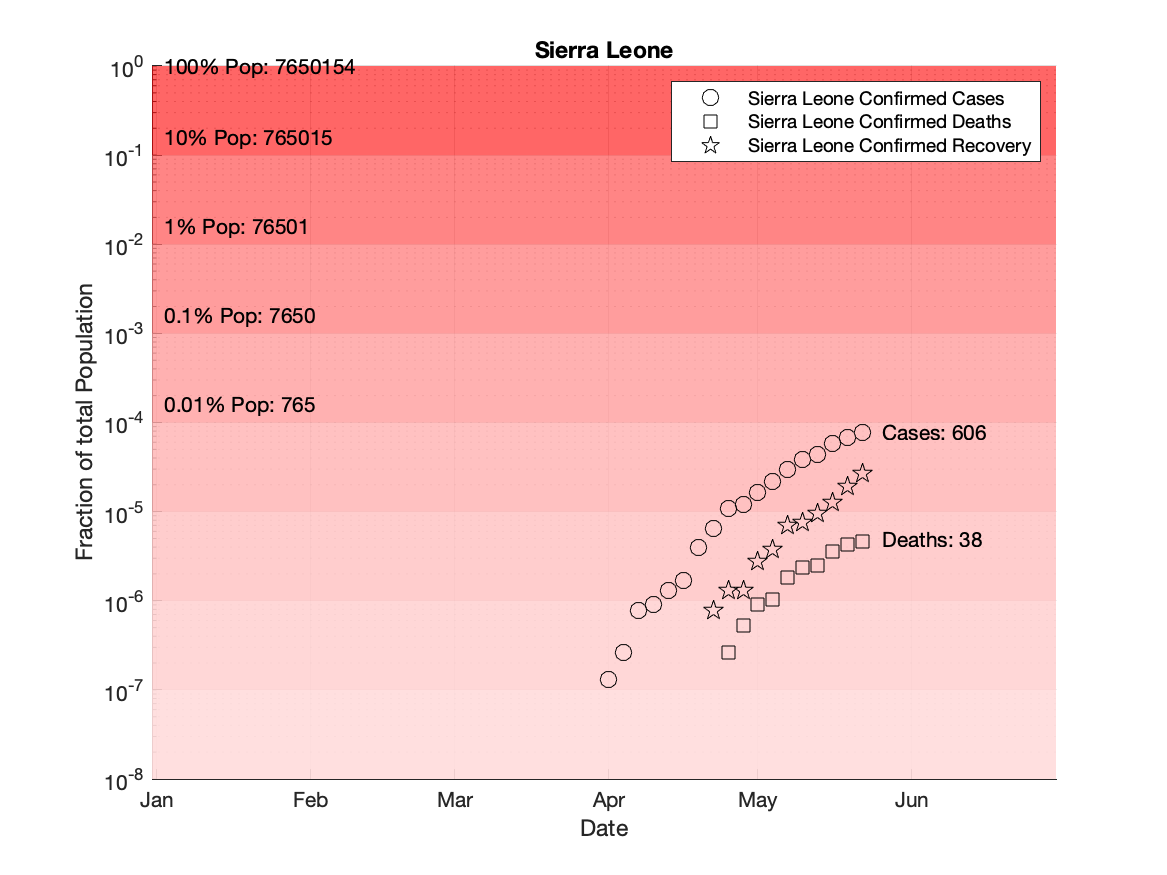 Sierra Leone
10^0
100% Pop: 7650154
Sierra Leone Confirmed Cases
Sierra Leone Confirmed Deaths
Sierra Leone Confirmed Recovery
10% Pop: 765015
10^-1
1% Pop: 76501
10^-2
0.1% Pop: 7650
10^-3
0.01% Pop: 765
10^-4
Cases: 606
10^-5
Deaths: 38
10^-6
10^-7
10^-8
Fraction of total Population
Jan Feb Mar Apr May Jun
Date